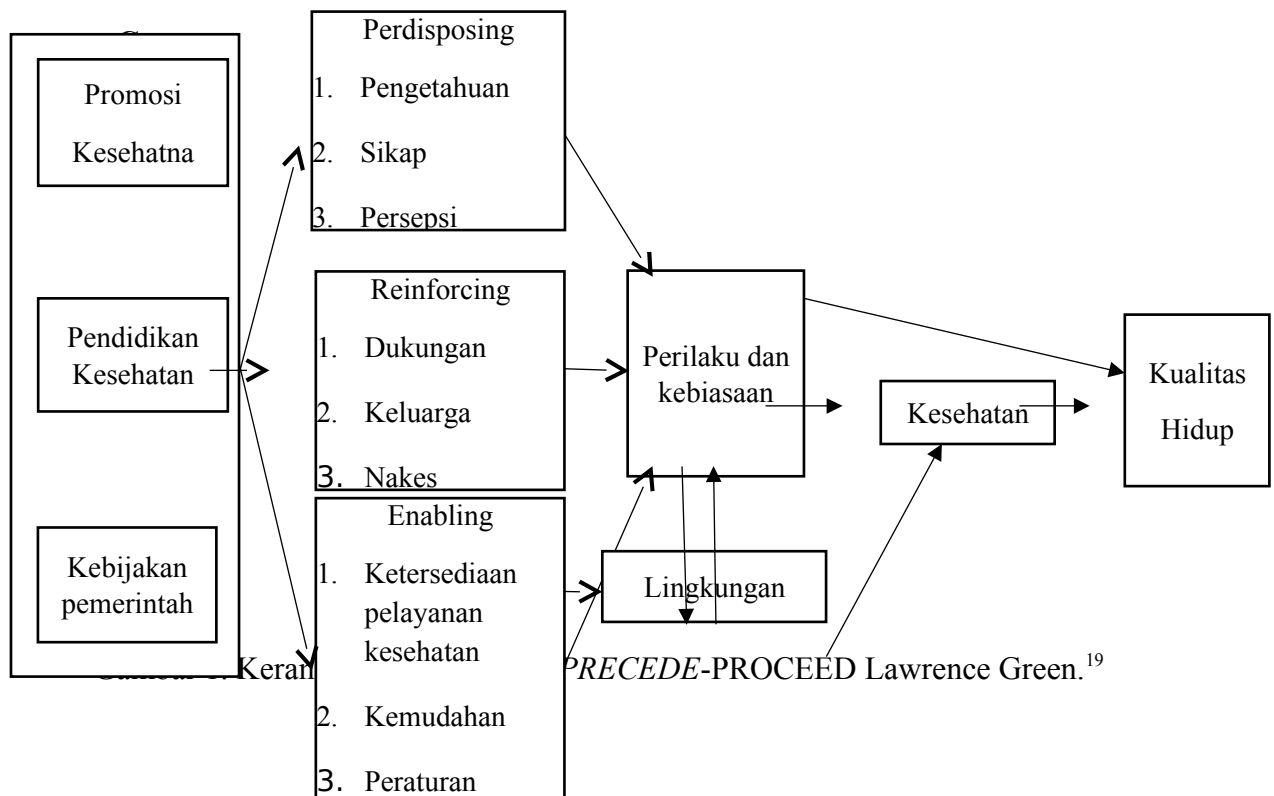 Promosi
Kesehatna
Pendidikan
Kesehatan
Kebijakan
pemerintah
Perdisposing
1. Pengetahuan
2. Sikap
3. Persepsi
Reinforcing
1. Dukungan
2. Keluarga
3. Nakes
Enabling
1. Ketersediaan
pelayanan
kesehatan
2. Kemudahan
3. Peraturan
Perilaku dan
kebiasaan
Lingkungan
Kesehatan
Kualitas
Hidup
PRECEDE-PROCEED Lawrence Green.19